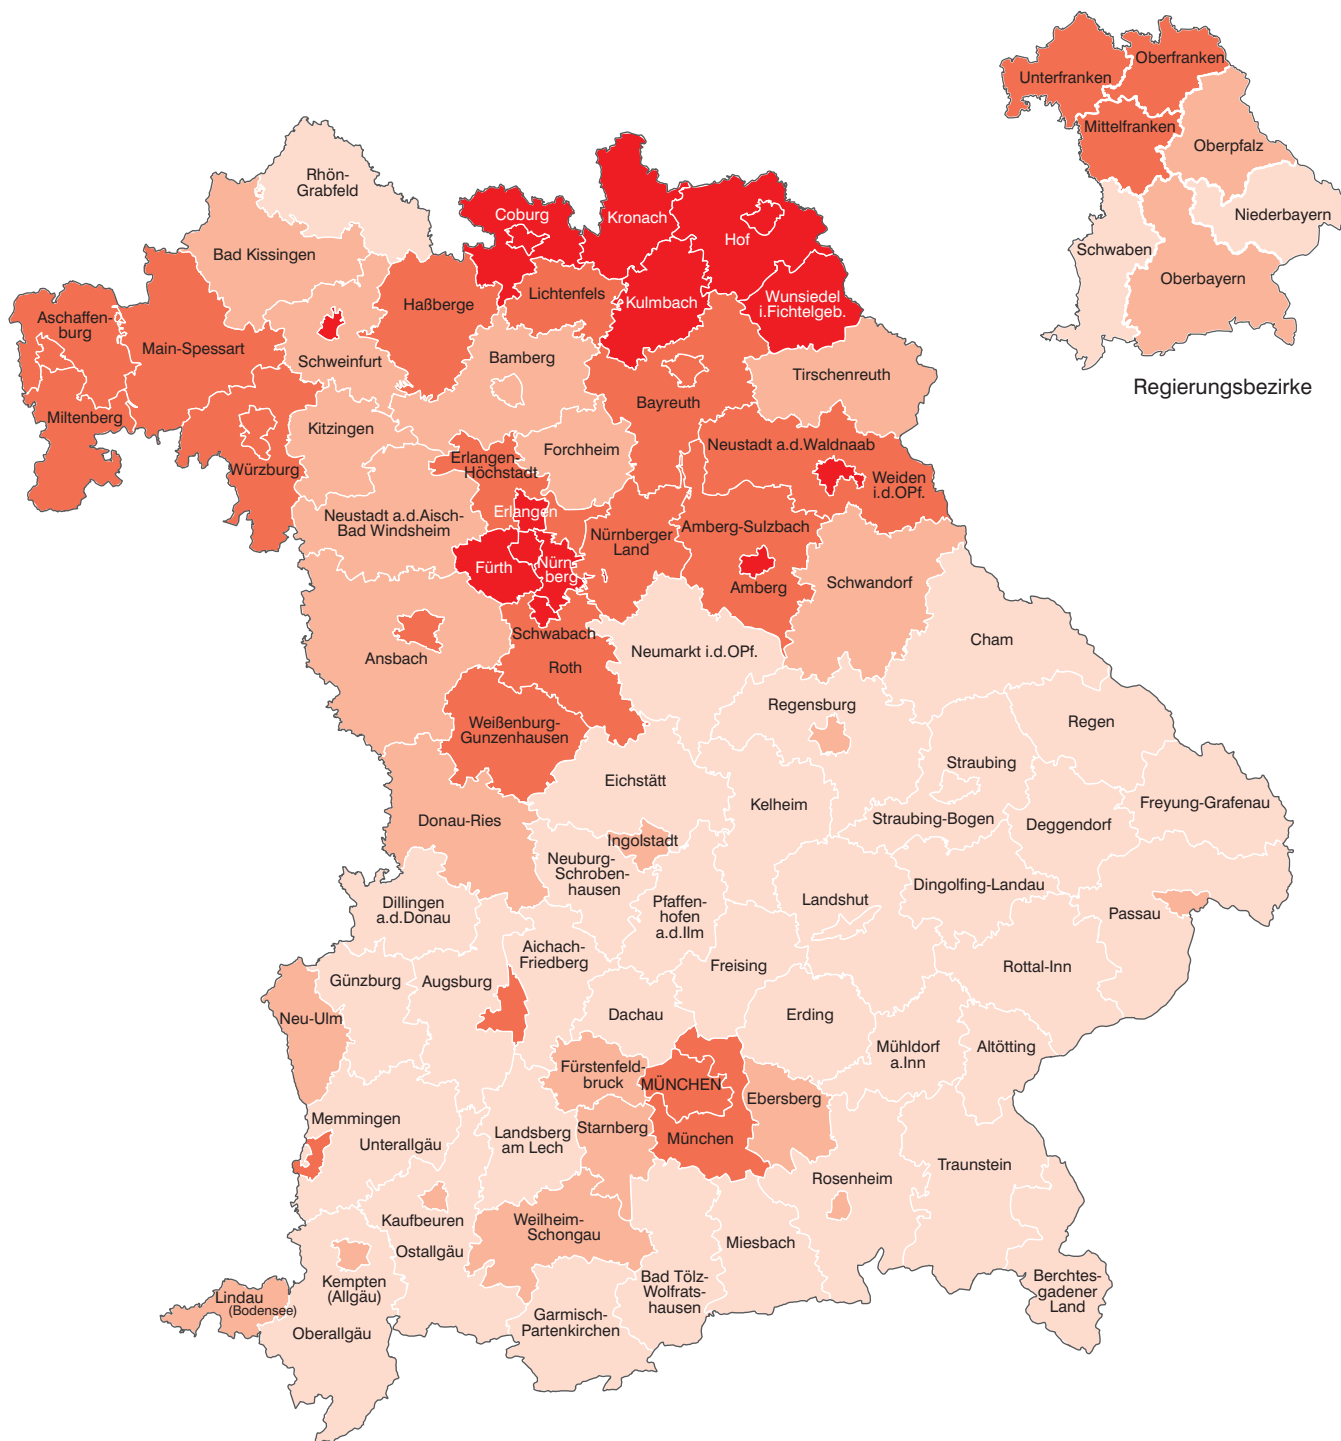 Oberfranken
Unterfranken
Mittelfranken
Oberpfalz
Niederbayern
Schwaben
Oberbayern
Regierungsbezirke
Rhön-
Grabfeld
Coburg
Kronach
Hof
Bad Kissingen
Haßberge
Lichtenfels
Kulmbach
Wunsiedel
i.Fichtelgeb.
Aschaffen-
burg
Main-Spessart
Schweinfurt
Bamberg
Tirschenreuth
Bayreuth
Miltenberg
Kitzingen
Würzburg
Erlangen-
Höchstadt
Forchheim
Neustadt a.d.Waldnaab
Weiden
i.d.OPf.
Neustadt a.d.Aisch-
Bad Windsheim
Erlangen
Nürnberger
Land
Amberg-Sulzbach
Fürth
Nürn-
berg
Amberg
Schwandorf
Schwabach
Ansbach
Roth
Neumarkt i.d.OPf.
Cham
Weißenburg-
Gunzenhausen
Regensburg
Regen
Straubing
Eichstätt
Kelheim
Freyung-Grafenau
Donau-Ries
Straubing-Bogen
Deggendorf
Ingolstadt
Neuburg-
Schroben-
hausen
Dillingen
a.d.Donau
Pfaffen-
hofen
a.d.Ilm
Landshut
Dingolfing-Landau
Passau
Aichach-
Friedberg
Günzburg
Augsburg
Freising
Rottal-Inn
Neu-Ulm
Dachau
Erding
Mühldorf
a.Inn
Altötting
Fürstenfeld-
bruck
MÜNCHEN
Ebersberg
Memmingen
Unterallgäu
Landsberg
am Lech
Starnberg
München
Rosenheim
Traunstein
Kaufbeuren
Ostallgäu
Weilheim-
Schongau
Miesbach
Bad Tölz-
Wolfrats-
hausen
Berchtes-
gadener
Land
Lindau
(Bodensee)
Kempten
(Allgäu)
Oberallgäu
Garmisch-
Partenkirchen